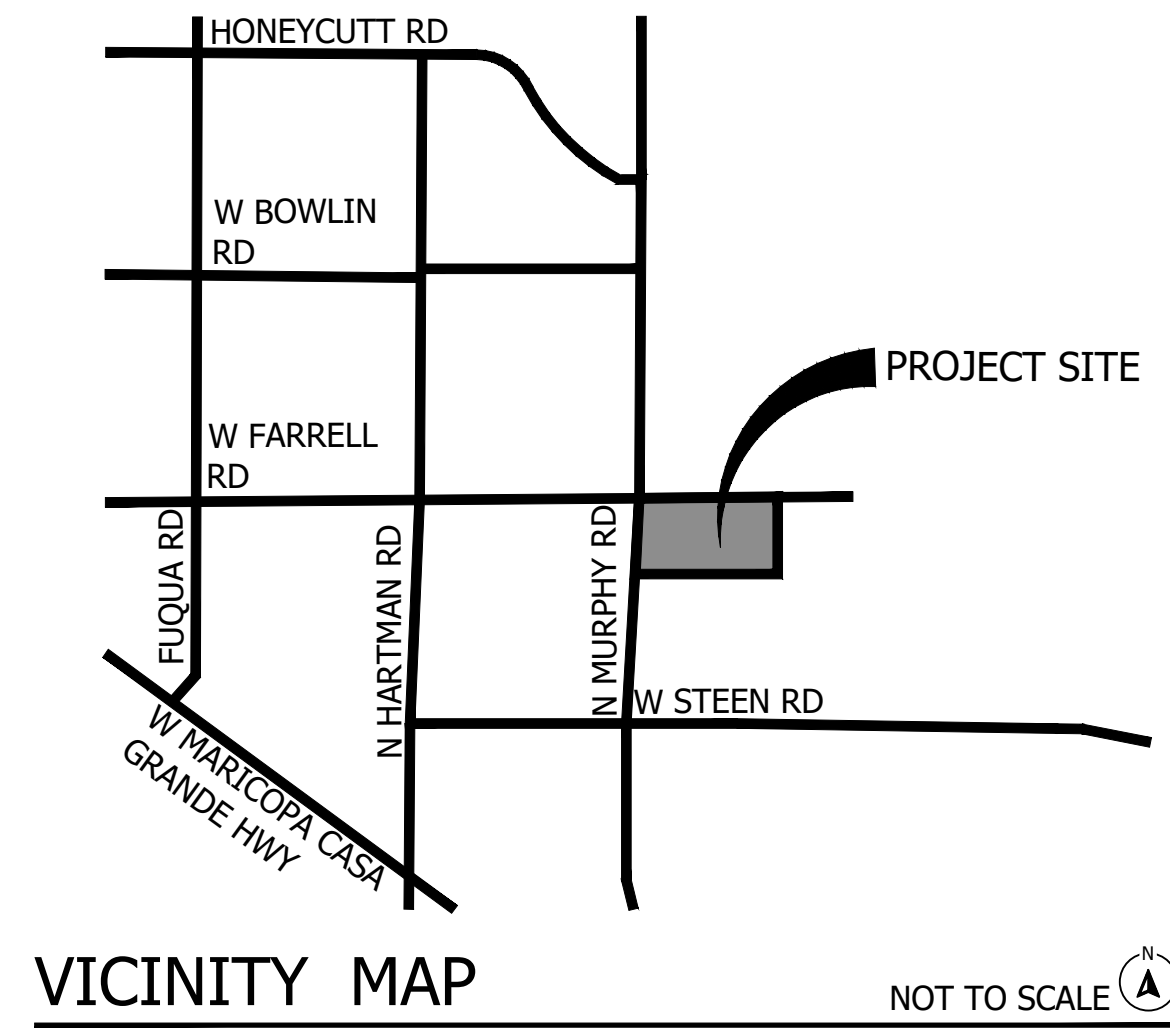 HONEYCUTT RD
W BOWLIN
RD
PROJECT SITE
W FARRELL
RD
FUQUA RD
N HARTMAN RD
N MURPHY RD
W STEEN RD
W MARICOPA CASA
GRANDE HWY
VICINITY MAP
NOT TO SCALE
N